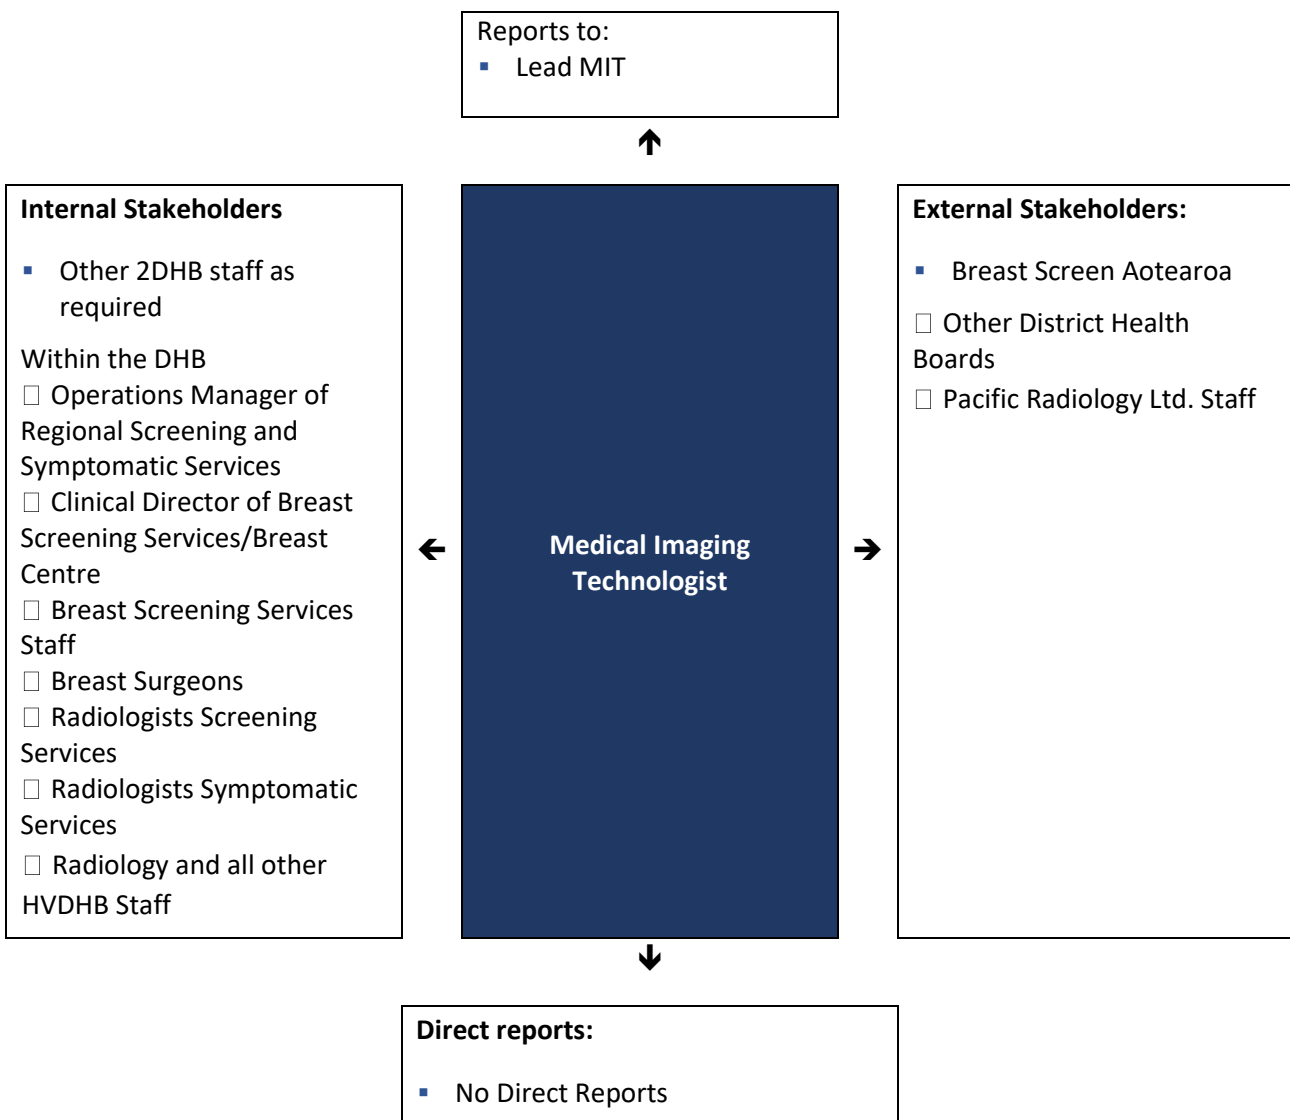 Reports to:
▪ Lead MIT
Internal Stakeholders
▪ Other 2DHB staff as
required
Within the DHB
□ Operations Manager of
Regional Screening and
Symptomatic Services
□ Clinical Director of Breast
Screening Services/Breast
Centre
□ Breast Screening Services
Staff
□ Breast Surgeons
□ Radiologists Screening
Services
□ Radiologists Symptomatic
Services
□ Radiology and all other
HVDHB Staff
Medical Imaging
Technologist
External Stakeholders:
▪ Breast Screen Aotearoa
□ Other District Health
Boards
□ Pacific Radiology Ltd. Staff
Direct reports:
▪ No Direct Reports